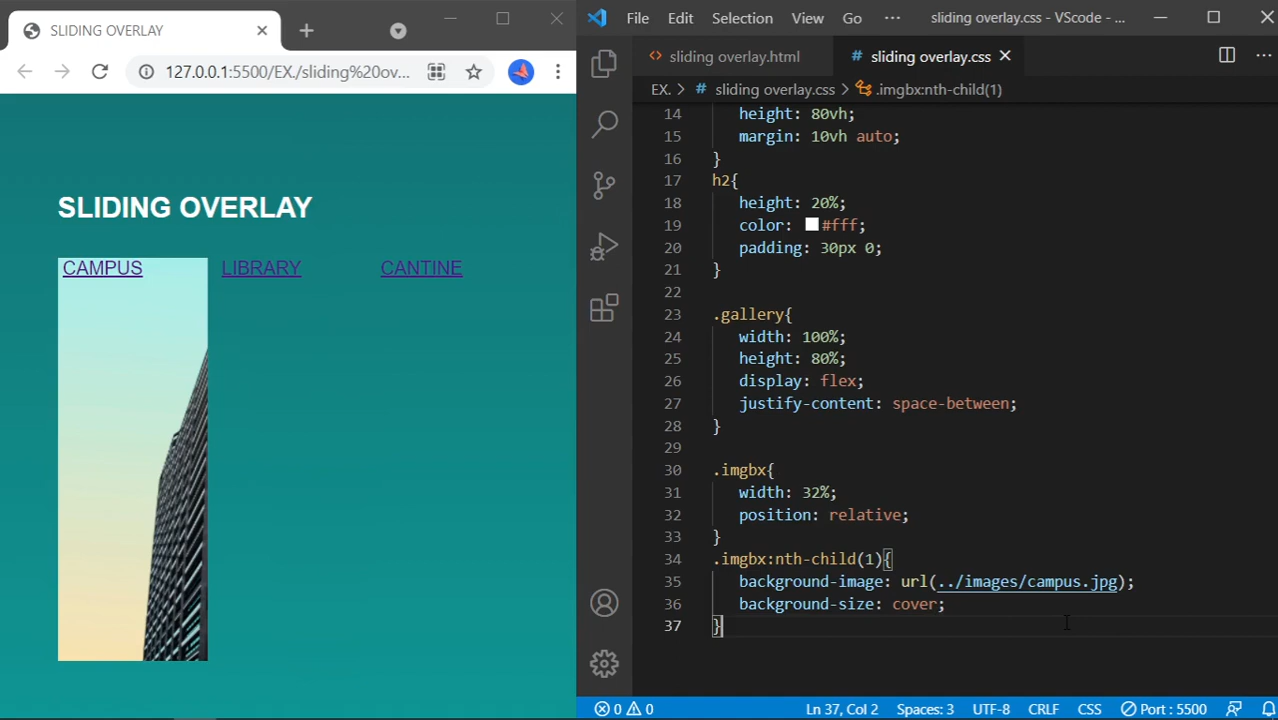 SLIDING OVERLAY
127.0.0.1:5500/EX./sliding%20ov...
SLIDING OVERLAY
CAMPUS LIBRARY CANTINE
File Edit Selection View Go ··· sliding overlay.css - VScode - ...
sliding overlay.html # sliding overlay.css
EX. > # sliding overlay.css > .imgbx:nth-child(1)
14 height: 80vh;
15 margin: 10vh auto;
16 }
17 h2{
18 height: 20%;
19 color: #fff;
20 padding: 30px 0;
21 }
22
23 .gallery{
24 width: 100%;
25 height: 80%;
26 display: flex;
27 justify-content: space-between;
28 }
29
30 .imgbx{
31 width: 32%;
32 position: relative;
33 }
34 .imgbx:nth-child(1){
35 background-image: url(../images/campus.jpg);
36 background-size: cover;
37 }
0 0 Ln 37, Col 2 Spaces: 3 UTF-8 CRLF CSS Port : 5500